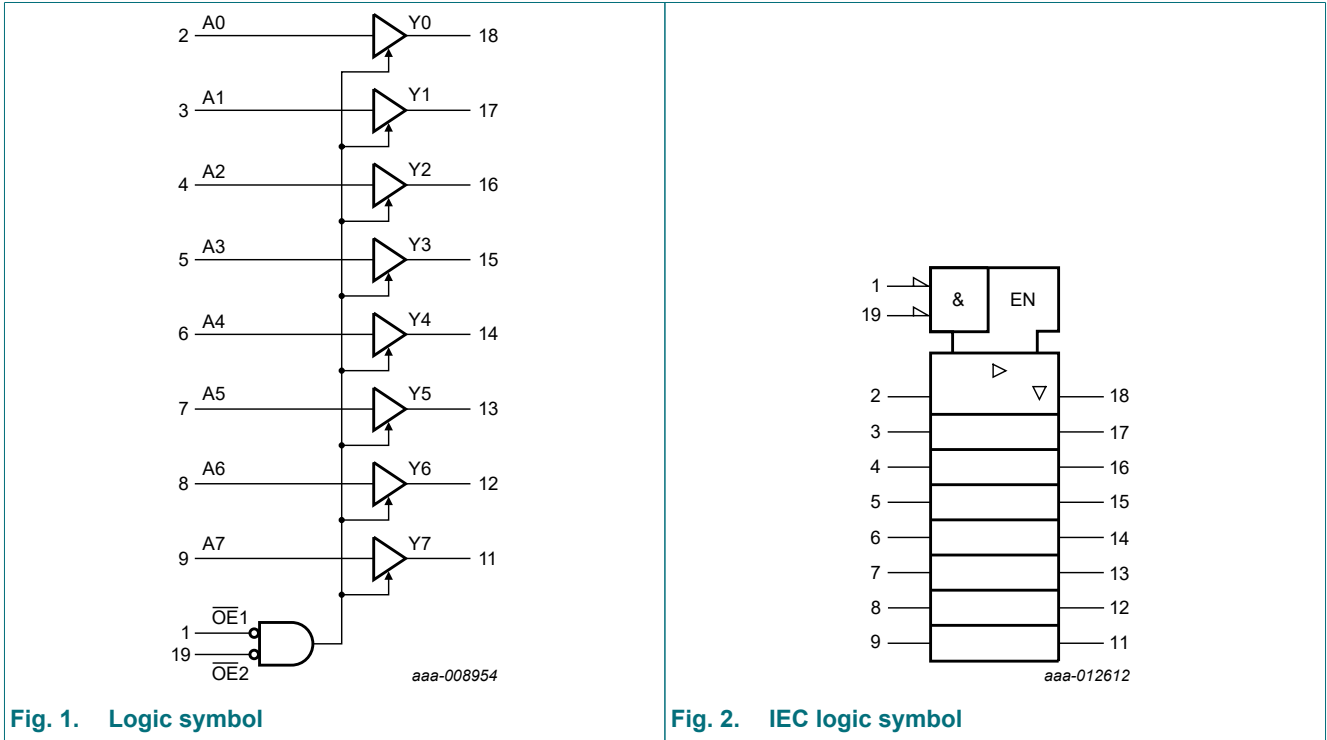 A0 Y0
2 18
A1 Y1
3 17
A2 Y2
4 16
A3 Y3
5 15
A4 Y4
6 14
A5 Y5
7 13
A6 Y6
8 12
A7 Y7
9 11
O̅E̅1
1
19
O̅E̅2
aaa-008954
Fig. 1. Logic symbol
1
19
& EN
2 18
3 17
4 16
5 15
6 14
7 13
8 12
9 11
aaa-012612
Fig. 2. IEC logic symbol